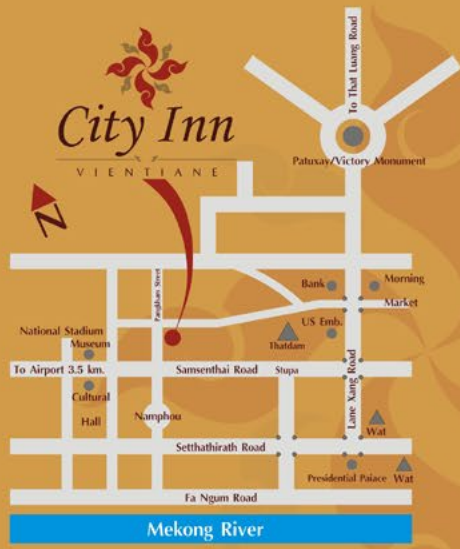 To That Luang Road
City Inn
VIENTIANE
Patuxay/Victory Monument
N
Pangkham Street
Bank
Morning
Market
US Emb.
Thatdam
National Stadium
Museum
To Airport 3.5 km.
Samsenthai Road
Stupa
Lane Xang Road
Cultural
Hall
Namphou
Wat
Setthathirath Road
Presidential Palace
Wat
Fa Ngum Road
Mekong River